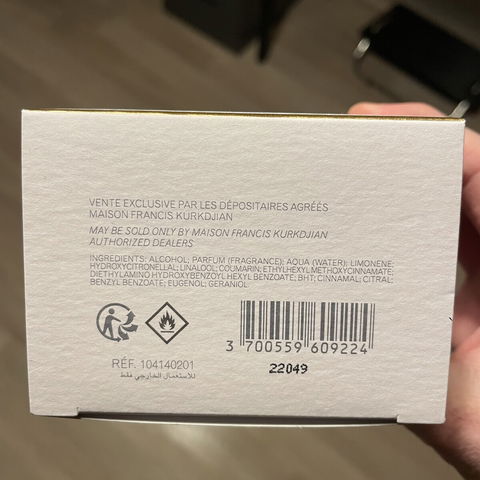 VENTE EXCLUSIVE PAR LES DÉPOSITAIRES AGRÉÉS
MAISON FRANCIS KURKDJIAN
MAY BE SOLD ONLY BY MAISON FRANCIS KURKDJIAN
AUTHORIZED DEALERS
INGREDIENTS: ALCOHOL; PARFUM (FRAGRANCE); AQUA (WATER); LIMONENE;
HYDROXYCITRONELLAL; LINALOOL; COUMARIN; ETHYLHEXYL METHOXYCINNAMATE;
DIETHYLAMINO HYDROXYBENZOYL HEXYL BENZOATE; BHT; CINNAMAL; CITRAL;
BENZYL BENZOATE; EUGENOL; GERANIOL
3 700559 609224
22049
RÉF. 104140201
للاستعمال الخارجي فقط